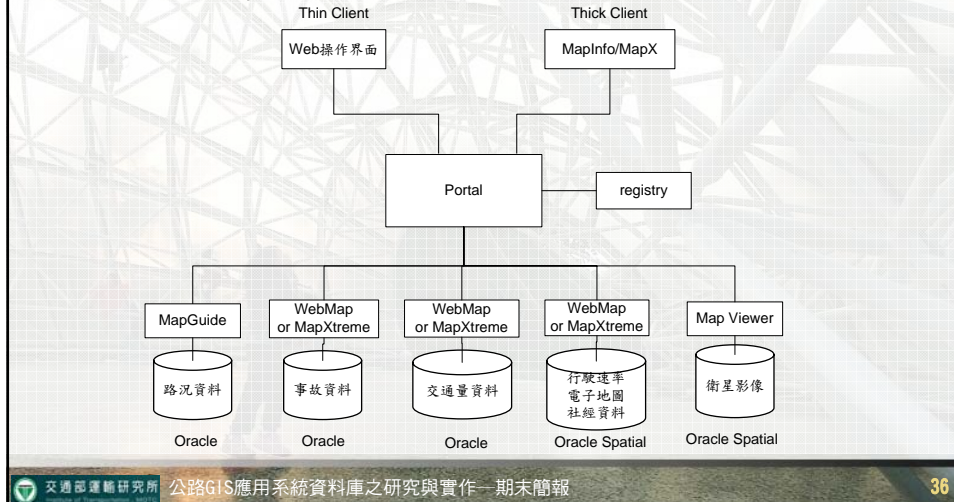 Thin Client
Thick Client
Web操作界面
MapInfo/MapX
Portal
registry
MapGuide
WebMap
or MapXtreme
WebMap
or MapXtreme
WebMap
or MapXtreme
Map Viewer
路況資料
事故資料
交通量資料
行駛速率
電子地圖
社經資料
衛星影像
Oracle
Oracle
Oracle
Oracle Spatial
Oracle Spatial
交通部運輸研究所
Institute of Transportation, MOTC
公路GIS應用系統資料庫之研究與實作—期末簡報
36